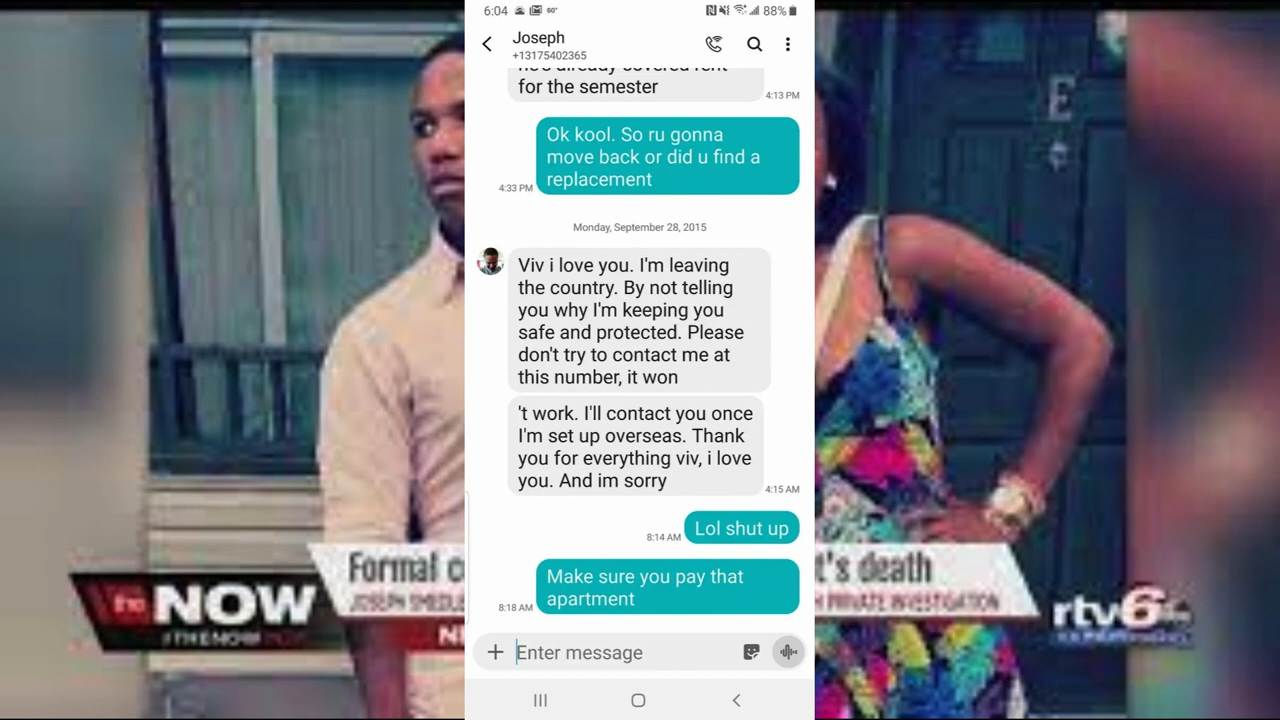 6:04
60°
88%
Joseph
+13175402365
for the semester
4:13 PM
Ok kool. So ru gonna
move back or did u find a
replacement
4:33 PM
Monday, September 28, 2015
Viv i love you. I'm leaving
the country. By not telling
you why I'm keeping you
safe and protected. Please
don't try to contact me at
this number, it won
't work. I'll contact you once
I'm set up overseas. Thank
you for everything viv, i love
you. And im sorry
4:15 AM
Lol shut up
8:14 AM
Make sure you pay that
apartment
8:18 AM
Enter message
E
Formal
t's death
JOSEPH
PRIVATE INVESTIGATION
the NOW
#THENOW
rtv6